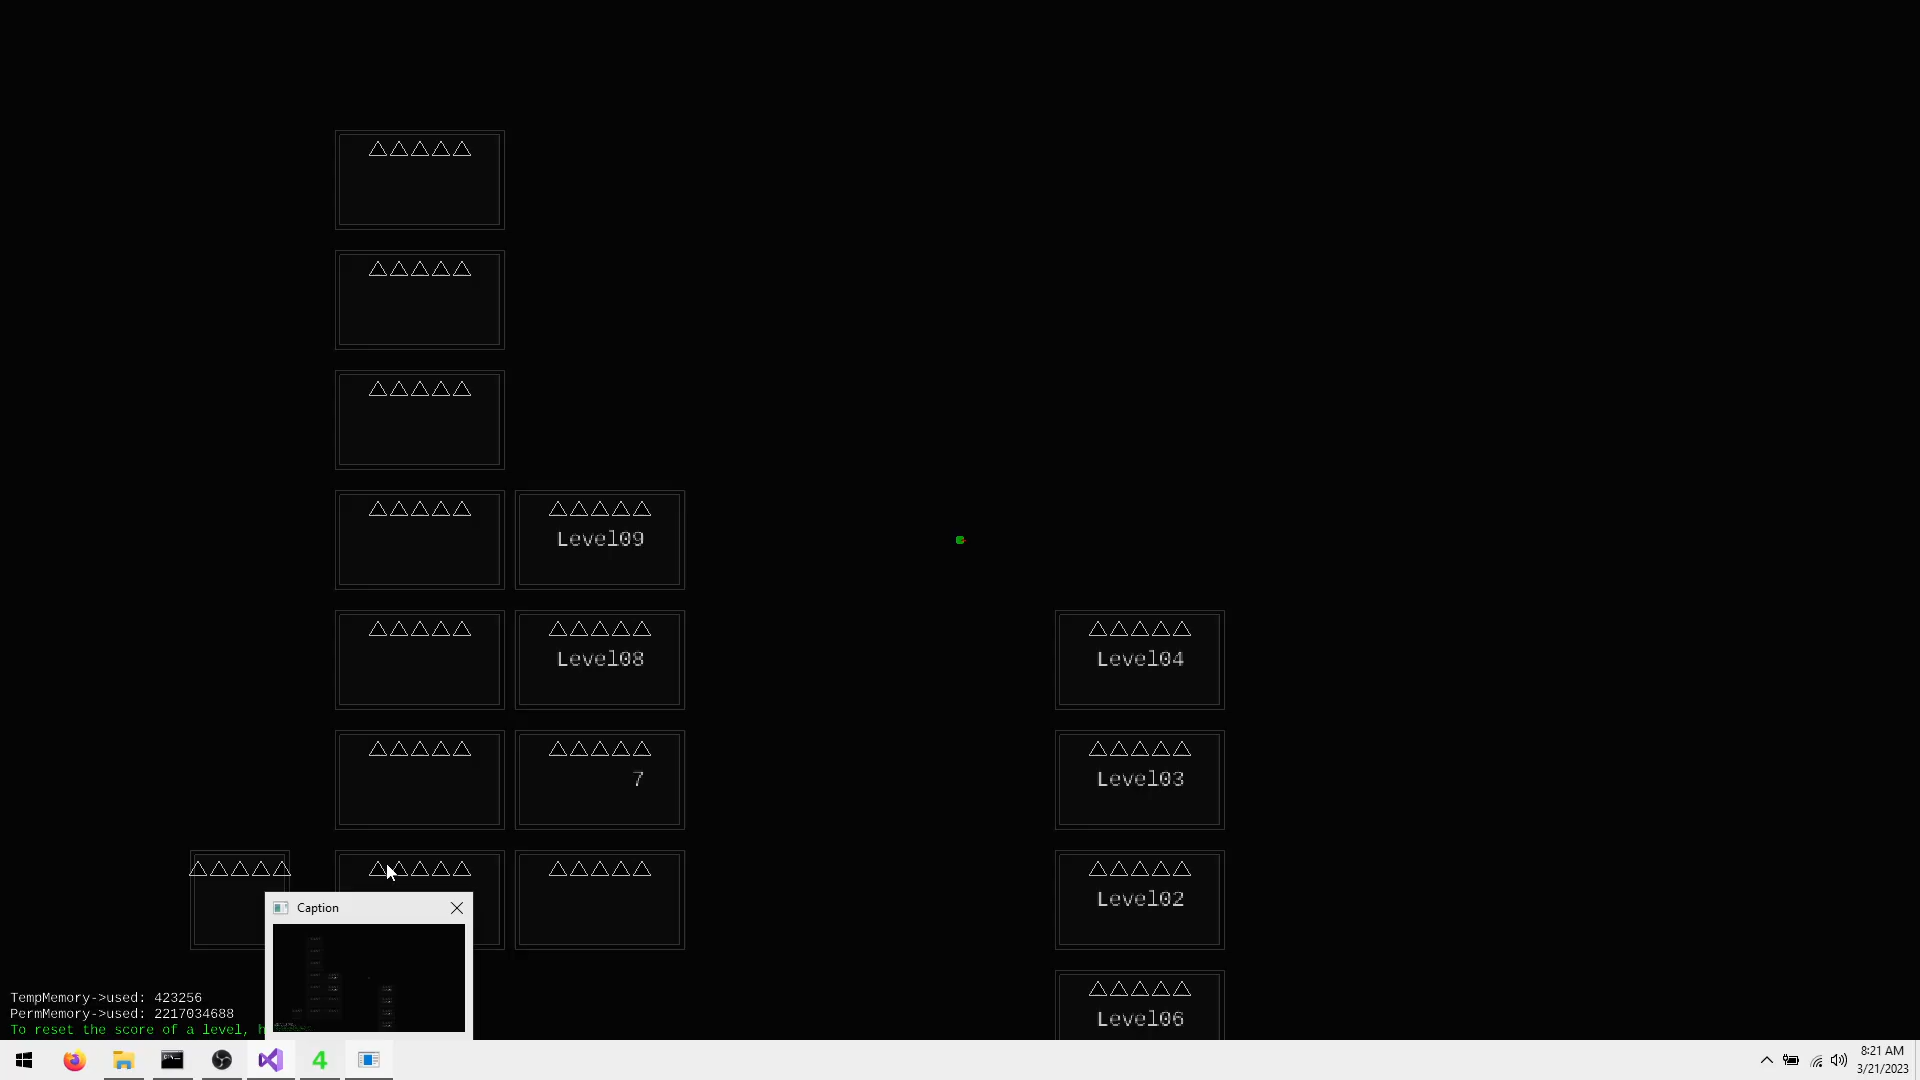 Level09
Level08
Level04
7
Level03
Level02
Caption
TempMemory->used: 423256
PermMemory->used: 2217034688
To reset the score of a level,
Level06
4
8:21 AM
3/21/2023